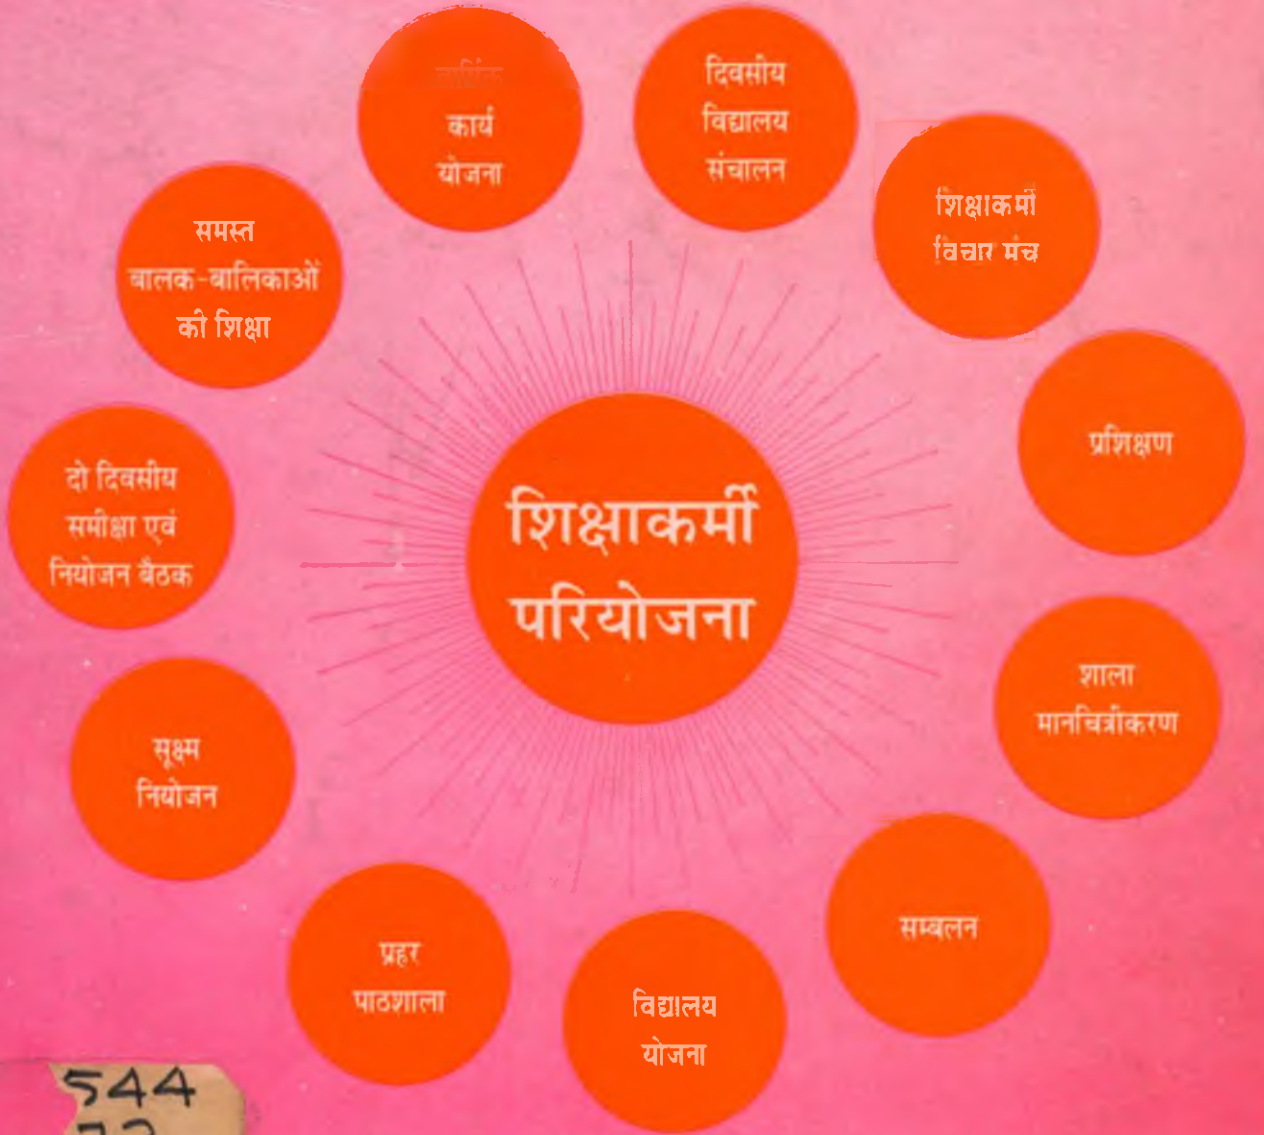 कार्य
योजना
दिवसीय
विद्यालय
संचालन
शिक्षाकर्मी
विचार मंच
समस्त
बालक-बालिकाओं
की शिक्षा
प्रशिक्षण
दो दिवसीय
समीक्षा एवं
नियोजन बैठक
शिक्षाकर्मी
परियोजना
शाला
मानचित्रीकरण
सूक्ष्म
नियोजन
सम्बलन
प्रहर
पाठशाला
विद्यालय
योजना
544